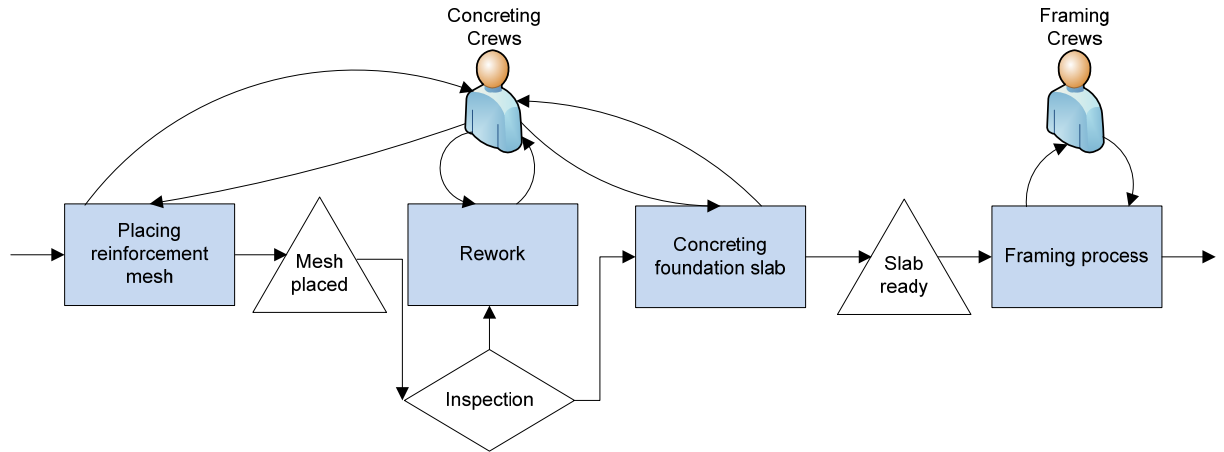 Concreting
Crews
Framing
Crews
Placing
reinforcement
mesh
Mesh
placed
Rework
Inspection
Concreting
foundation slab
Slab
ready
Framing process